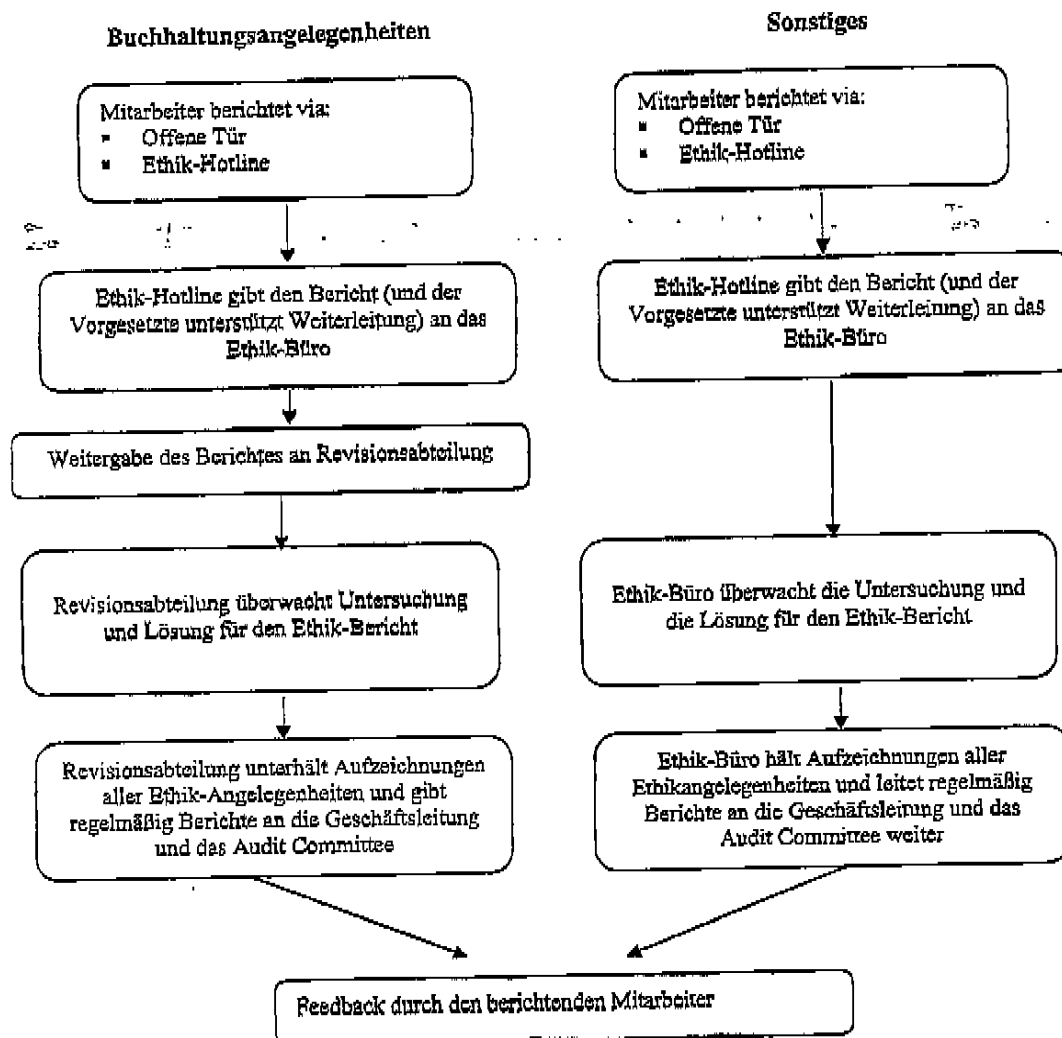 Buchhaltungsangelegenheiten
Mitarbeiter berichtet via:
▪ Offene Tür
▪ Ethik-Hotline
Ethik-Hotline gibt den Bericht (und der
Vorgesetzte unterstützt Weiterleitung) an das
Ethik-Büro
Weitergabe des Berichtes an Revisionsabteilung
Revisionsabteilung überwacht Untersuchung
und Lösung für den Ethik-Bericht
Revisionsabteilung unterhält Aufzeichnungen
aller Ethik-Angelegenheiten und gibt
regelmäßig Berichte an die Geschäftsleitung
und das Audit Committee
Sonstiges
Mitarbeiter berichtet via:
▪ Offene Tür
▪ Ethik-Hotline
Ethik-Hotline gibt den Bericht (und der
Vorgesetzte unterstützt Weiterleitung) an das
Ethik-Büro
Ethik-Büro überwacht die Untersuchung und
die Lösung für den Ethik-Bericht
Ethik-Büro hält Aufzeichnungen aller
Ethikangelegenheiten und leitet regelmäßig
Berichte an die Geschäftsleitung und das
Audit Committee weiter
Feedback durch den berichtenden Mitarbeiter